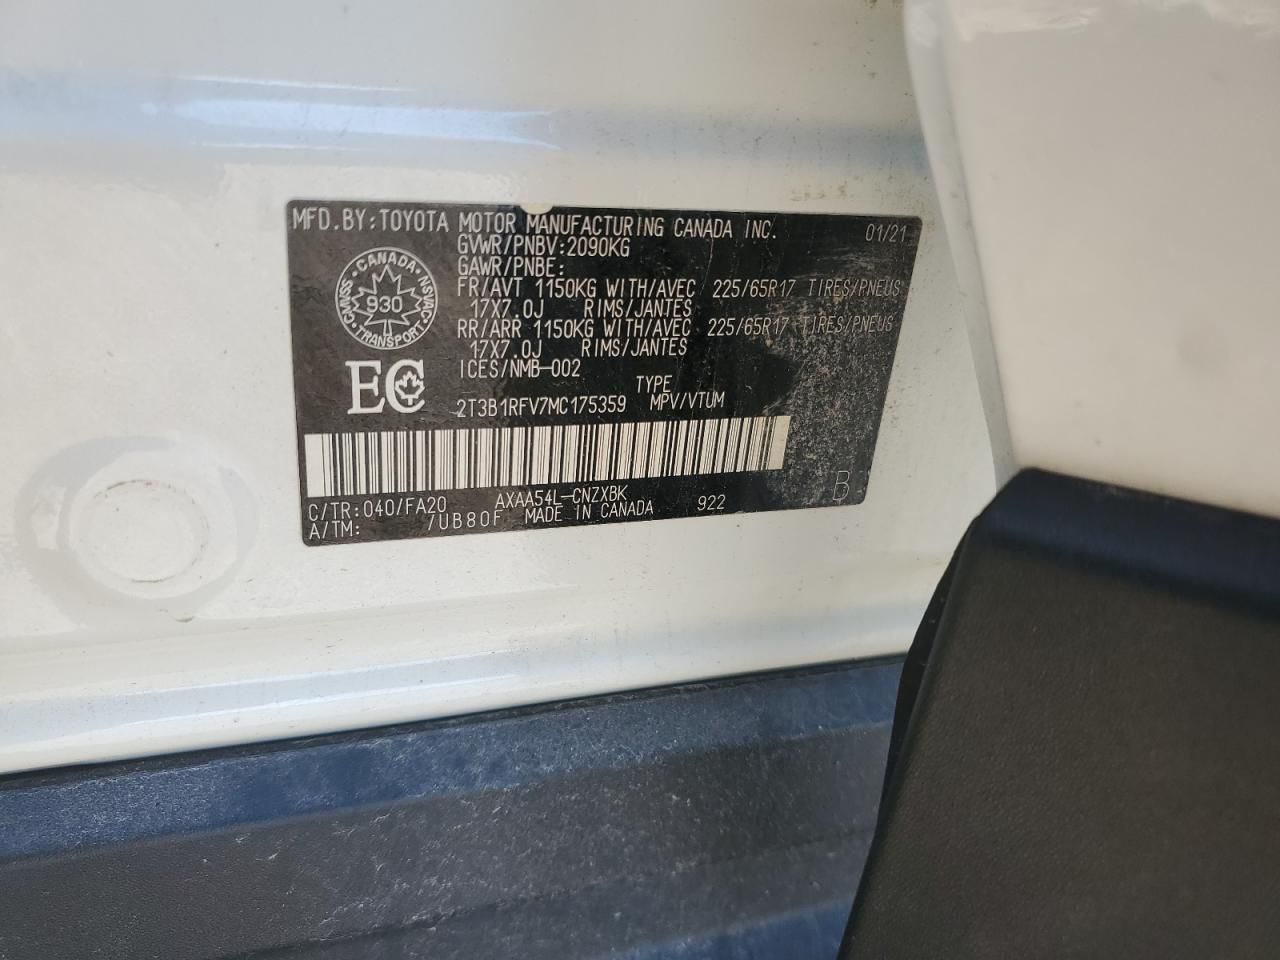 MFD.BY:TOYOTA MOTOR MANUFACTURING CANADA INC. 01/21
GVWR/PNBV:2090KG
GAWR/PNBE:
FR/AVT 1150KG WITH/AVEC 225/65R17 TIRES/PNEUS
17X7.0J RIMS/JANTES
RR/ARR 1150KG WITH/AVEC 225/65R17 TIRES/PNEUS
17X7.0J RIMS/JANTES
ICES/NMB-002
CANADA
NSVAC
TRANSPORT
CMVSS
930
EC
TYPE
2T3B1RFV7MC175359 MPV/VTUM
C/TR:040/FA20 AXAA54L-CNZXBK 922 B
A/TM: /UB80F MADE IN CANADA